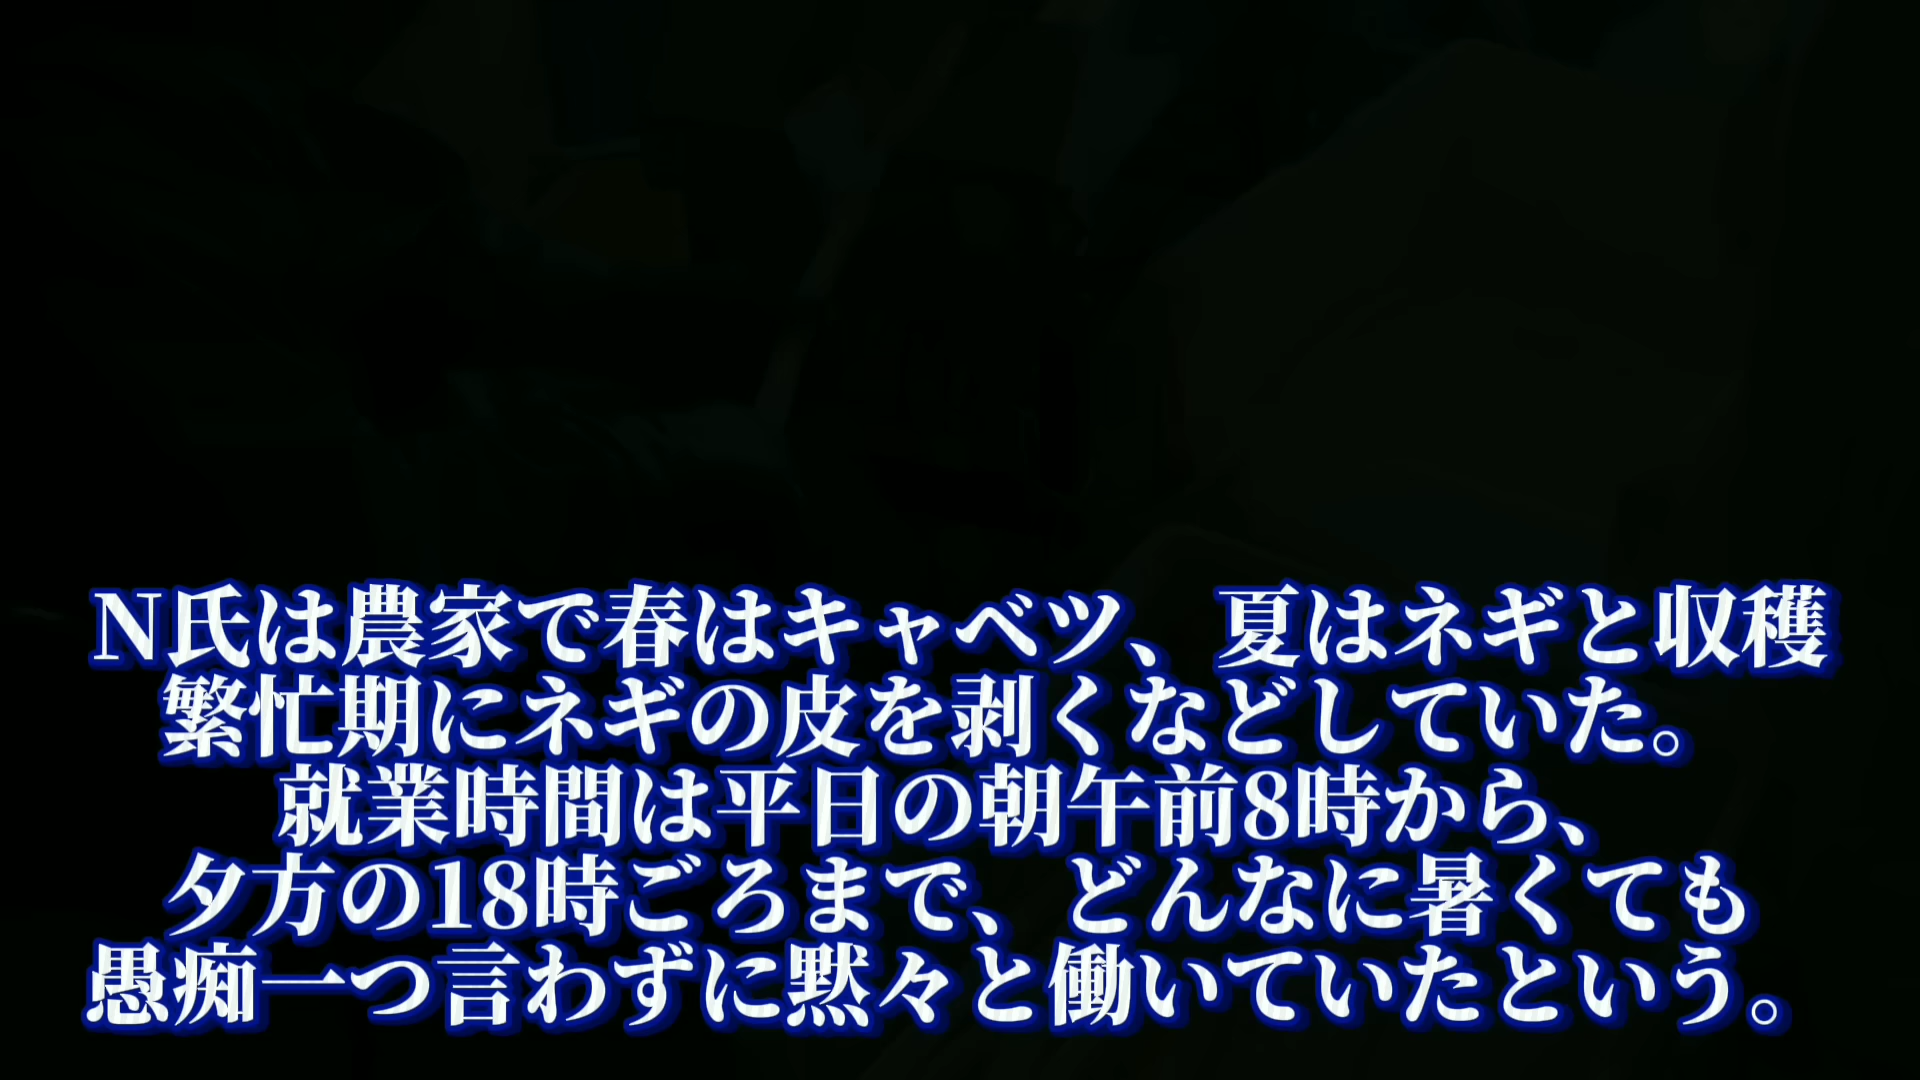 N氏は農家で春はキャベツ、夏はネギと収穫
繁忙期にネギの皮を剥くなどしていた。
就業時間は平日の朝午前8時から、
夕方の18時ごろまで、どんなに暑くても
愚痴一つ言わずに黙々と働いていたという。